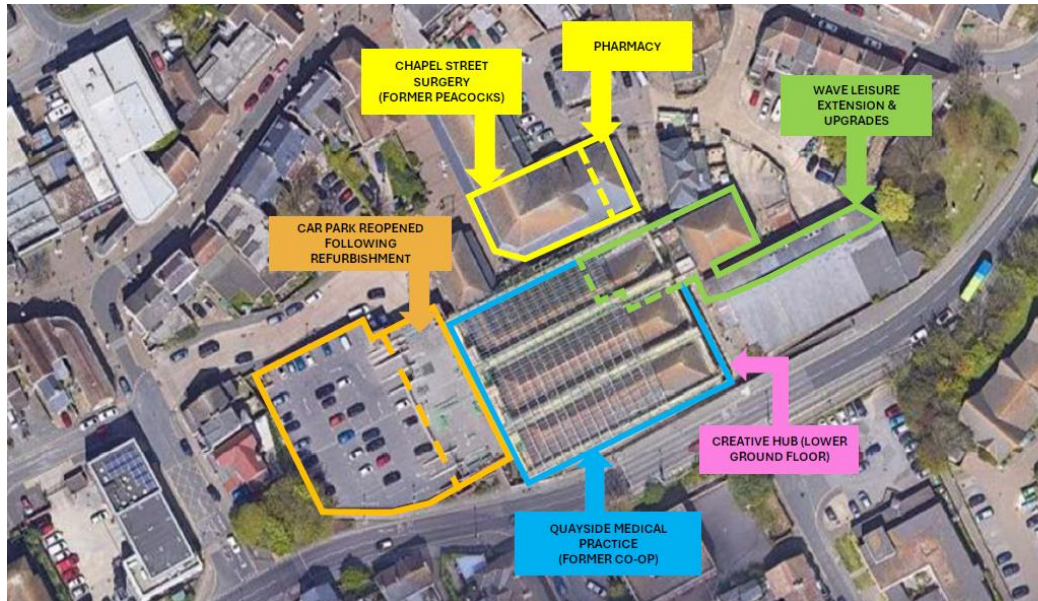 PHARMACY
CHAPEL STREET
SURGERY
(FORMER PEACOCKS)
WAVE LEISURE
EXTENSION &
UPGRADES
CAR PARK REOPENED
FOLLOWING
REFURBISHMENT
CREATIVE HUB (LOWER
GROUND FLOOR)
QUAYSIDE MEDICAL
PRACTICE
(FORMER CO-OP)